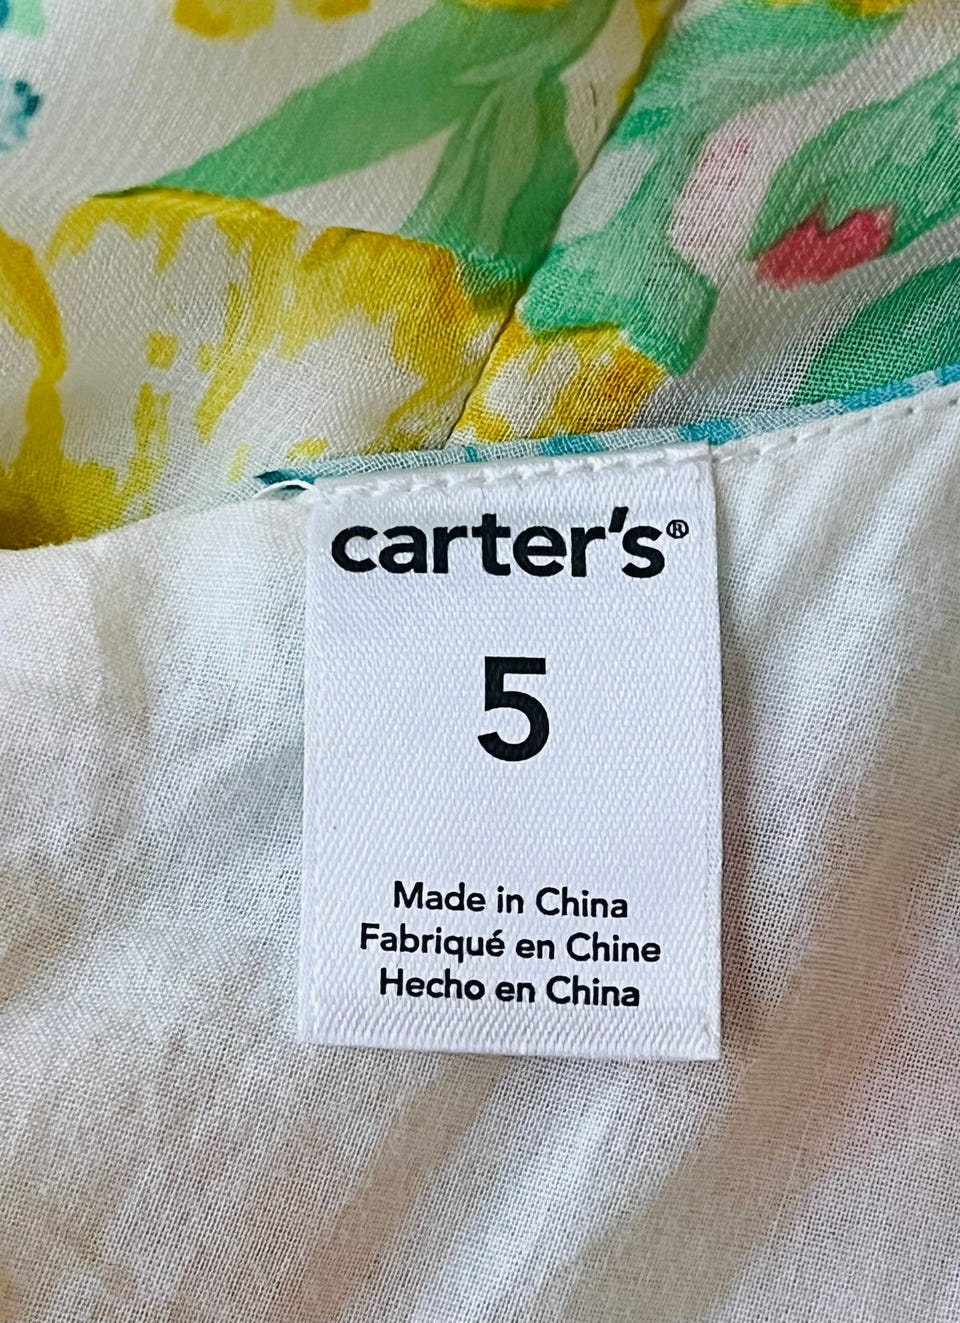 carter's®
5
Made in China
Fabriqué en Chine
Hecho en China